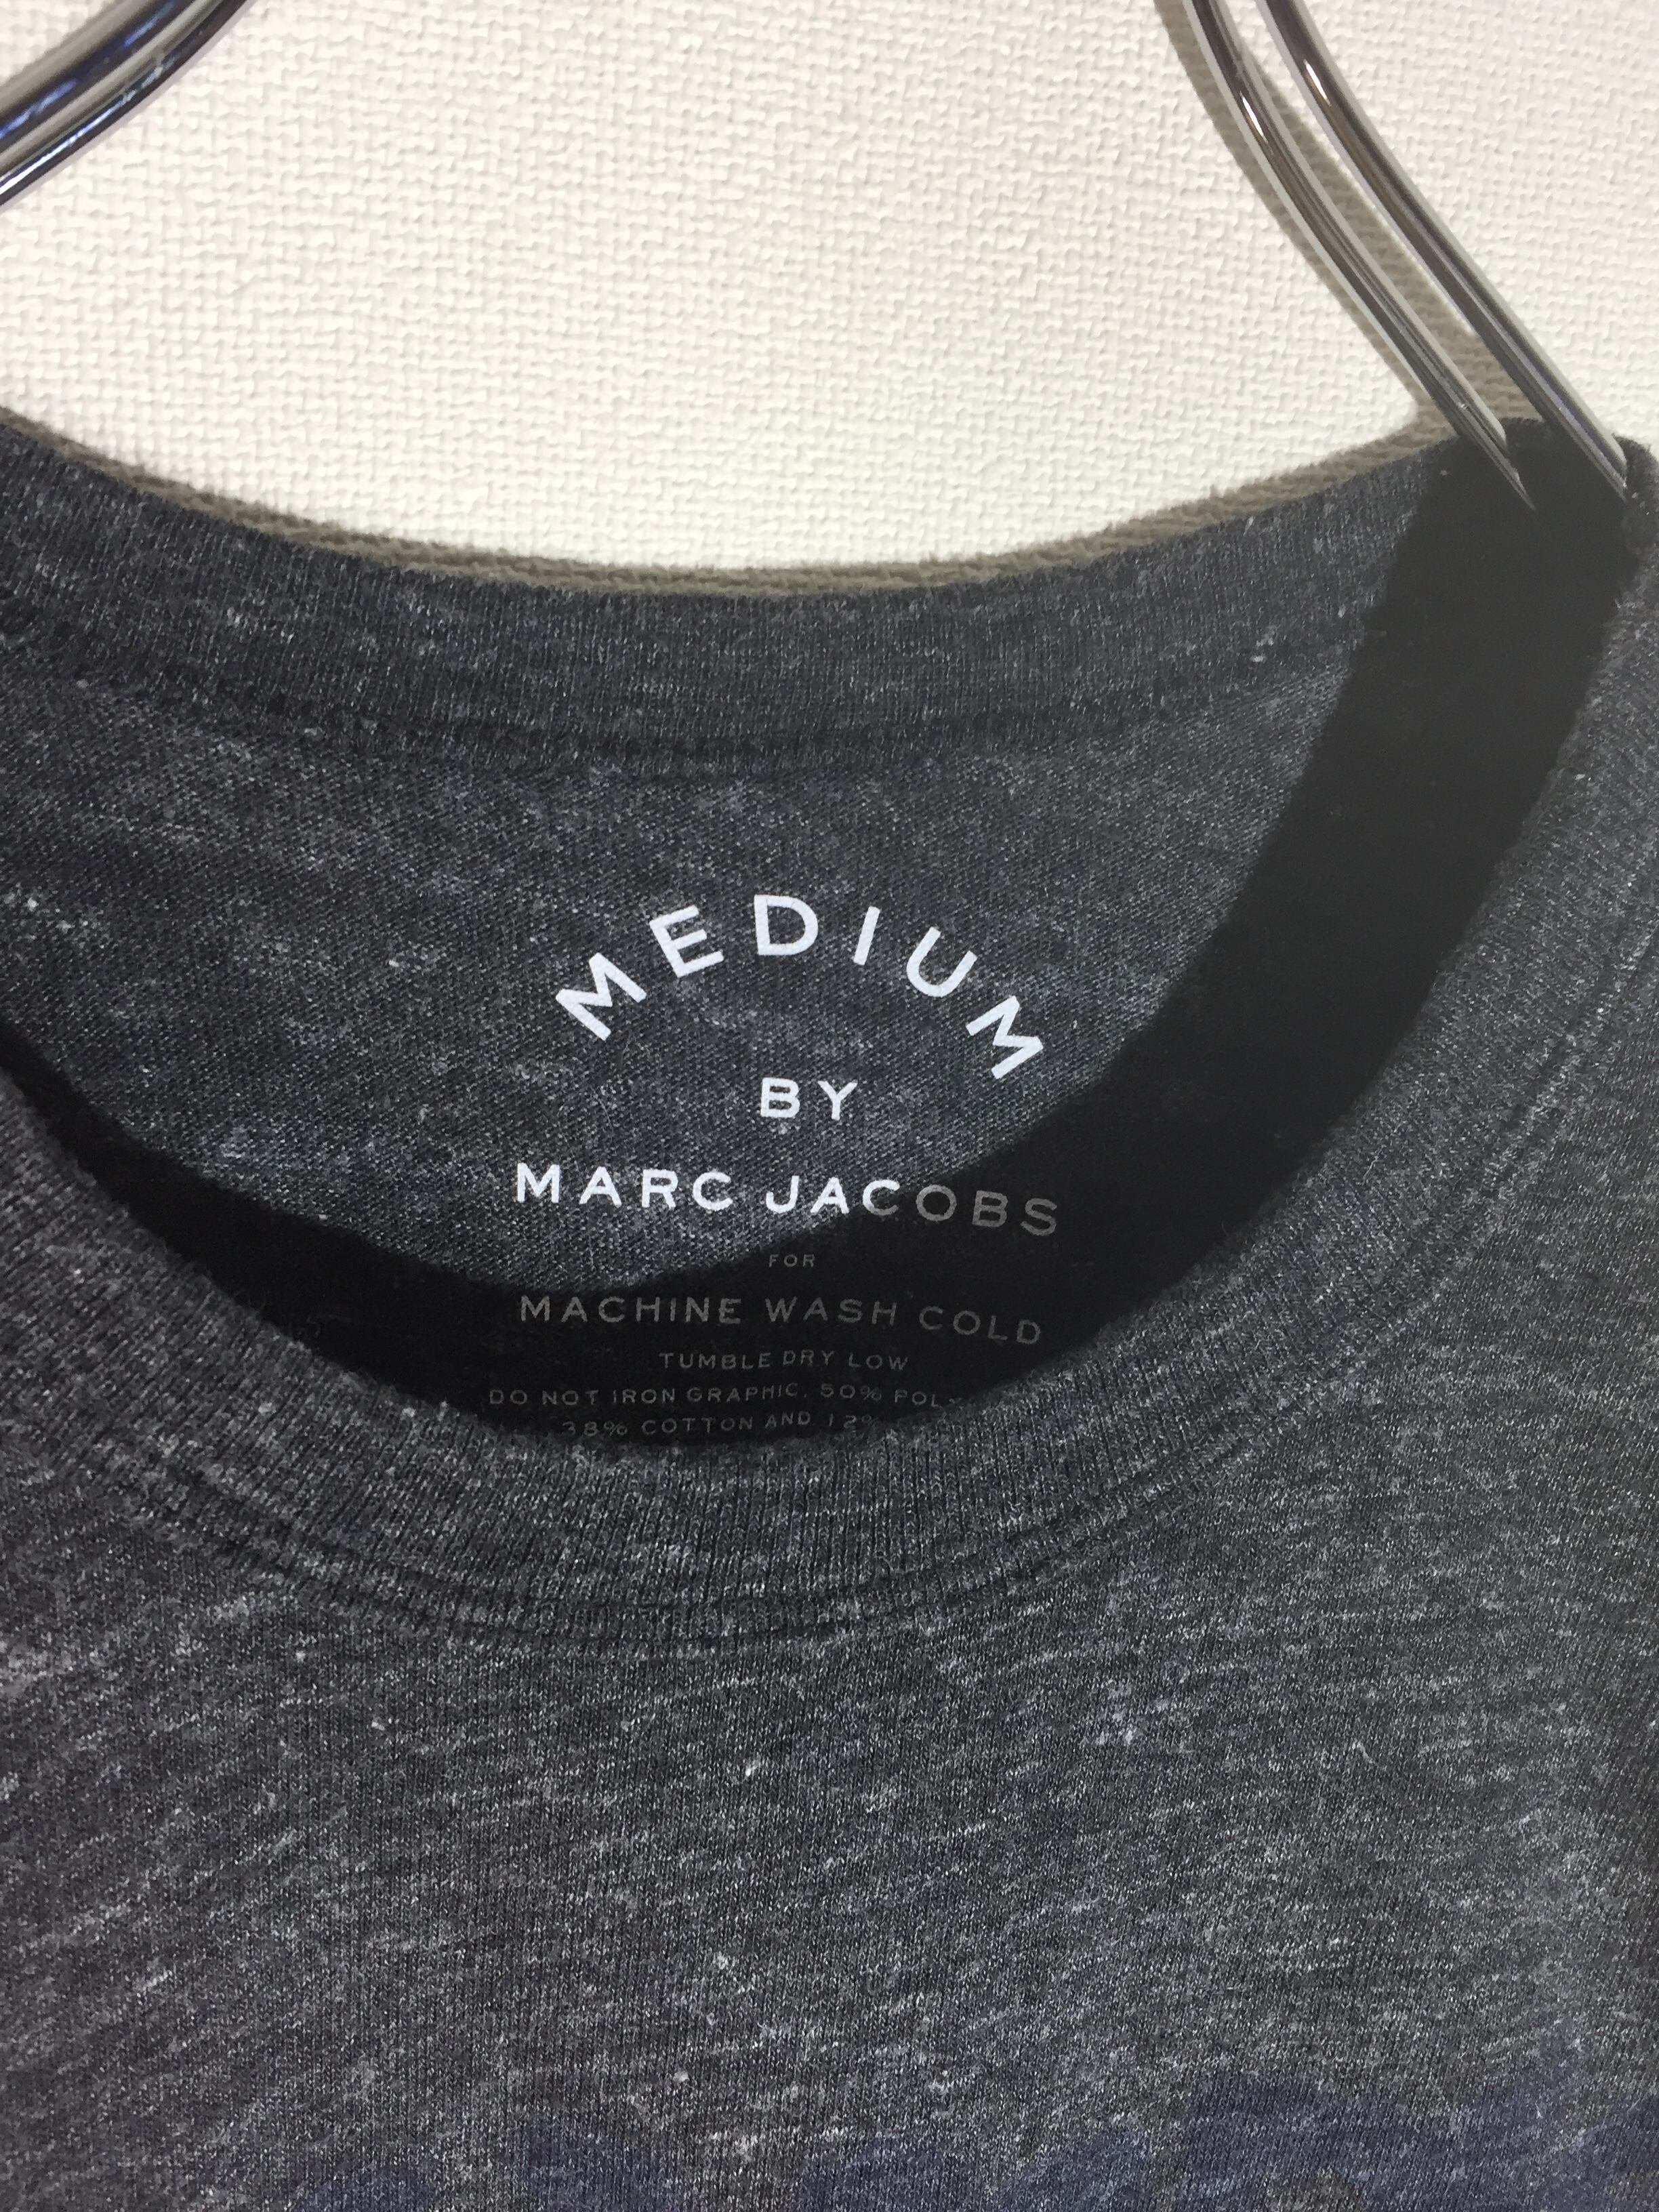 MEDIUM
BY
MARC JACOBS
FOR
MACHINE WASH COLD
TUMBLE DRY LOW
DO NOT IRON GRAPHIC. 50%
38% COTTON AND 12%